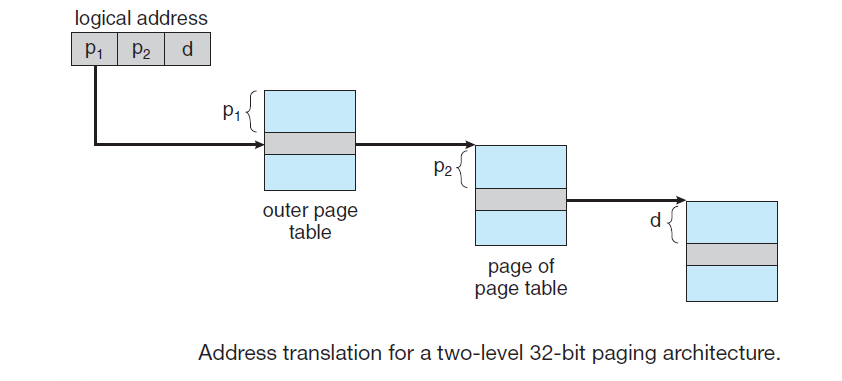 logical address
p₁ p₂ d
p₁
outer page
table
p₂
page of
page table
d
Address translation for a two-level 32-bit paging architecture.